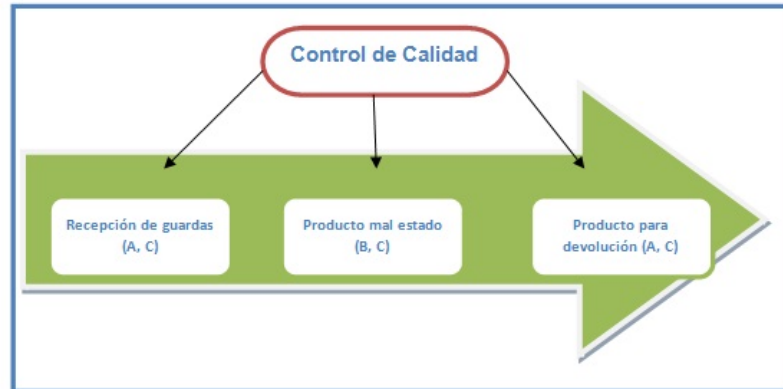 Control de Calidad
Recepción de guardas
(A, C)
Producto mal estado
(B, C)
Producto para
devolución (A, C)